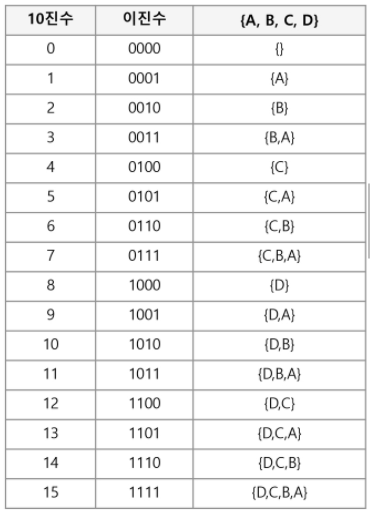 10진수 이진수 {A, B, C, D}
0 0000 {}
1 0001 {A}
2 0010 {B}
3 0011 {B,A}
4 0100 {C}
5 0101 {C,A}
6 0110 {C,B}
7 0111 {C,B,A}
8 1000 {D}
9 1001 {D,A}
10 1010 {D,B}
11 1011 {D,B,A}
12 1100 {D,C}
13 1101 {D,C,A}
14 1110 {D,C,B}
15 1111 {D,C,B,A}